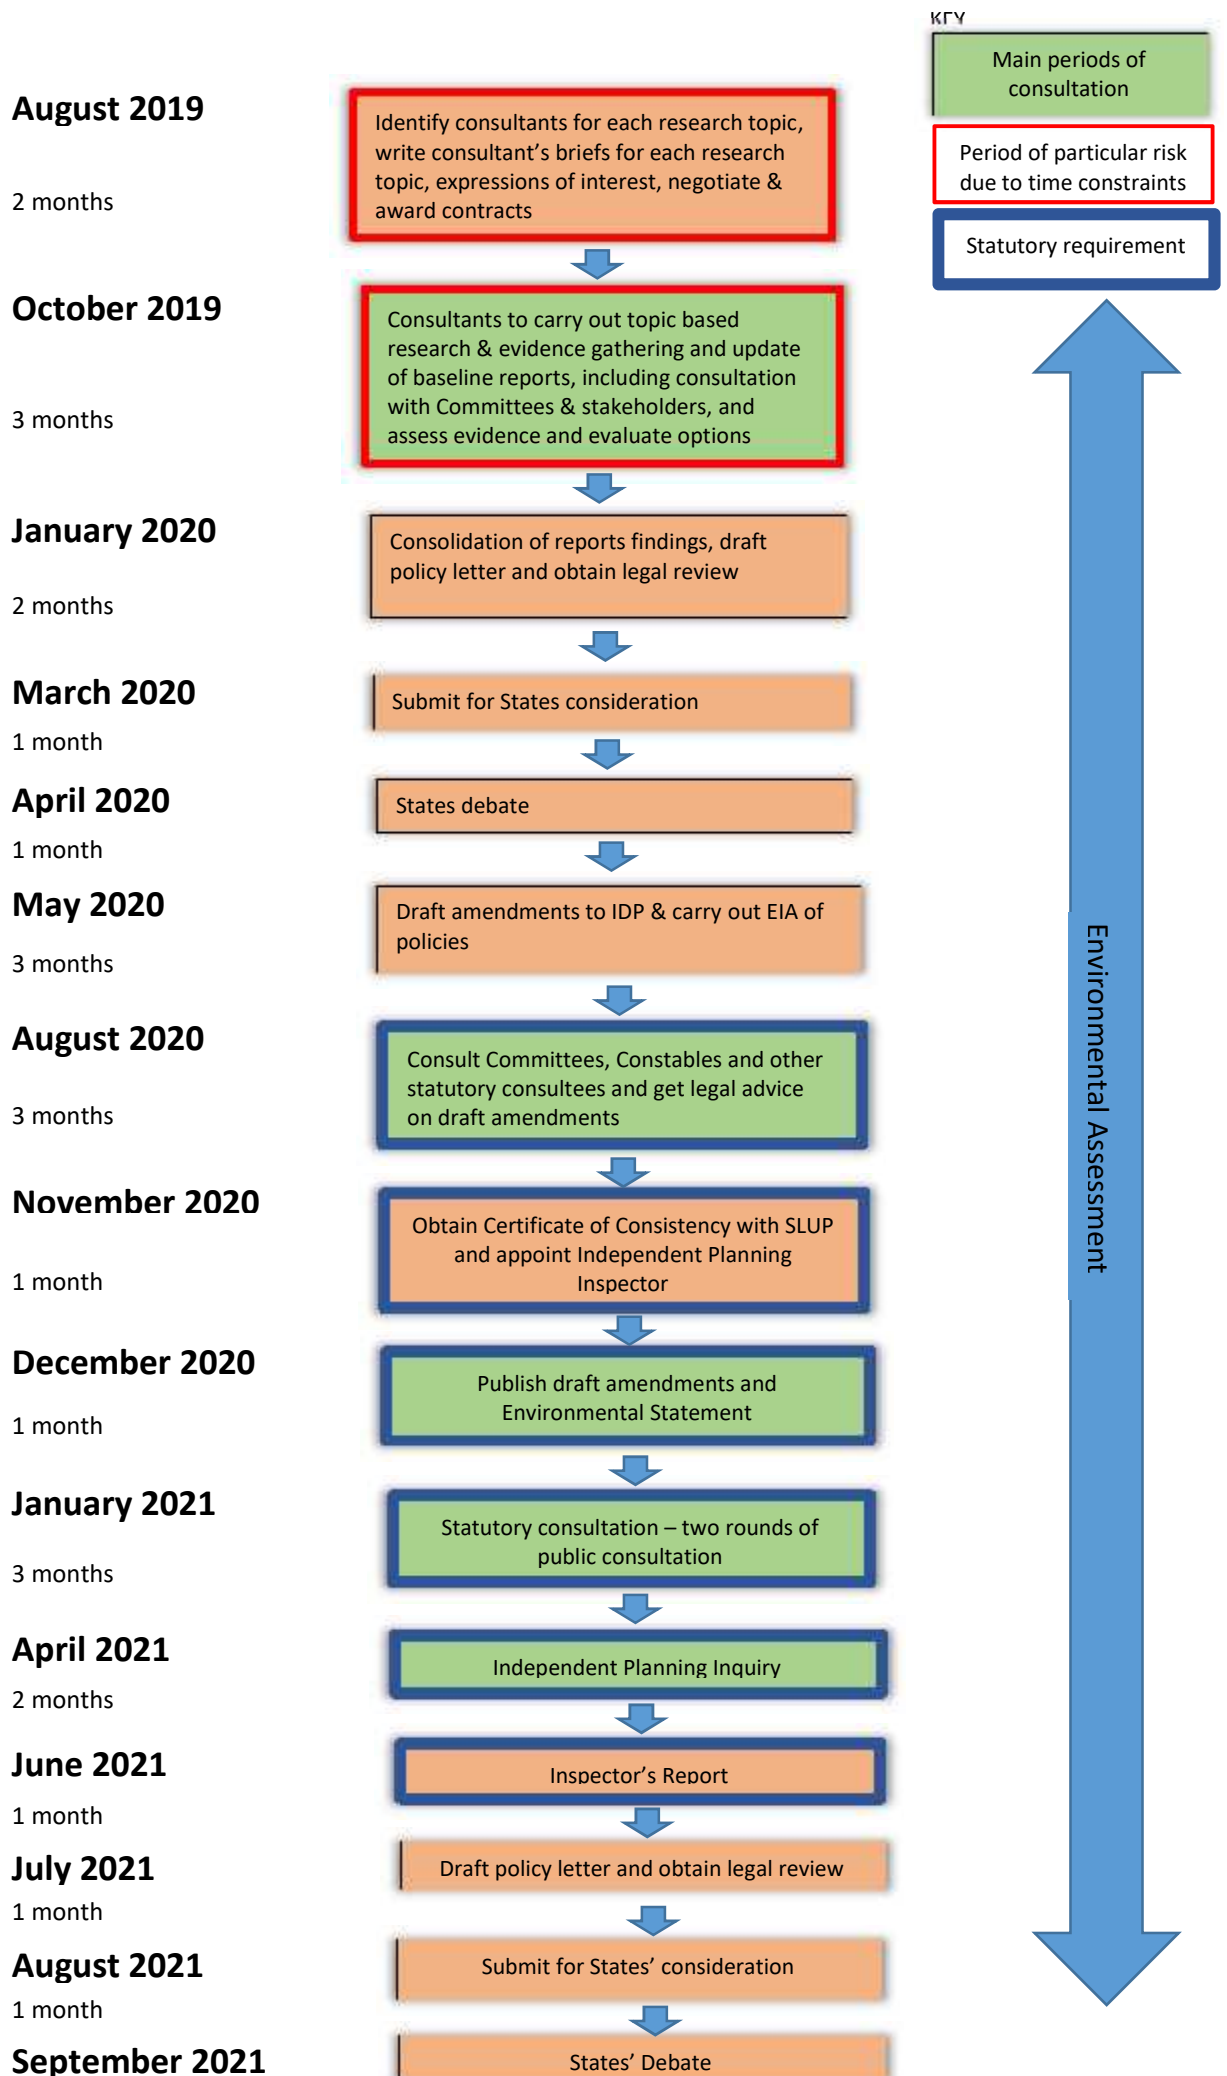 KEY
Main periods of
consultation
Period of particular risk
due to time constraints
Statutory requirement
August 2019
2 months
Identify consultants for each research topic,
write consultant's briefs for each research
topic, expressions of interest, negotiate &
award contracts
October 2019
3 months
Consultants to carry out topic based
research & evidence gathering and update
of baseline reports, including consultation
with Committees & stakeholders, and
assess evidence and evaluate options
January 2020
2 months
Consolidation of reports findings, draft
policy letter and obtain legal review
March 2020
1 month
Submit for States consideration
April 2020
1 month
States debate
May 2020
3 months
Draft amendments to IDP & carry out EIA of
policies
August 2020
3 months
Consult Committees, Constables and other
statutory consultees and get legal advice
on draft amendments
November 2020
1 month
Obtain Certificate of Consistency with SLUP
and appoint Independent Planning
Inspector
December 2020
1 month
Publish draft amendments and
Environmental Statement
January 2021
3 months
Statutory consultation – two rounds of
public consultation
April 2021
2 months
Independent Planning Inquiry
June 2021
1 month
Inspector's Report
July 2021
1 month
Draft policy letter and obtain legal review
August 2021
1 month
Submit for States' consideration
September 2021
States' Debate
Environmental Assessment